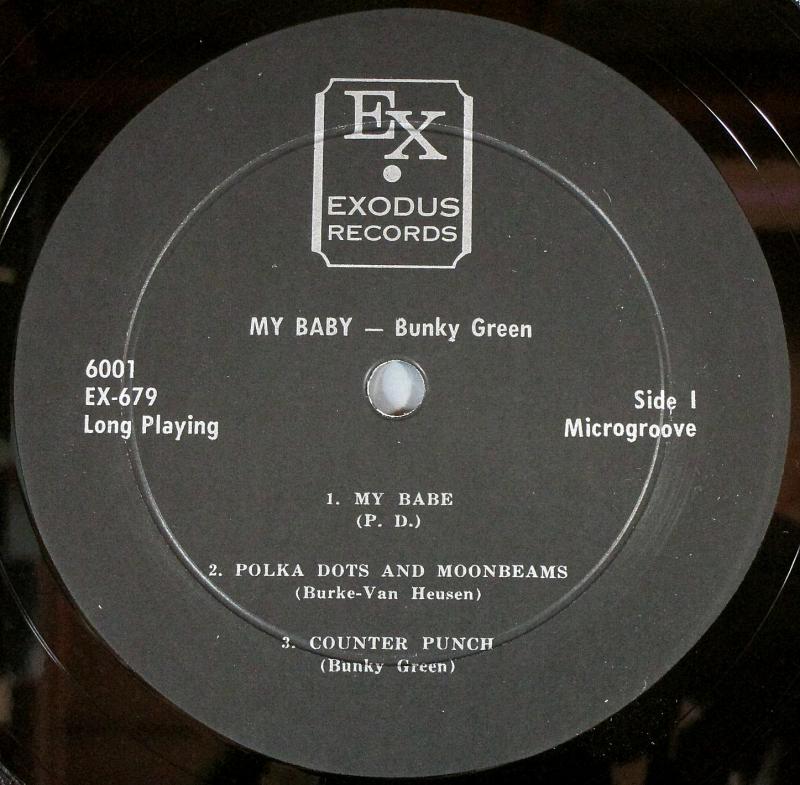 EX
EXODUS
RECORDS
MY BABY — Bunky Green
6001
EX-679
Long Playing
Side 1
Microgroove
1. MY BABE
(P. D.)
2. POLKA DOTS AND MOONBEAMS
(Burke-Van Heusen)
3. COUNTER PUNCH
(Bunky Green)